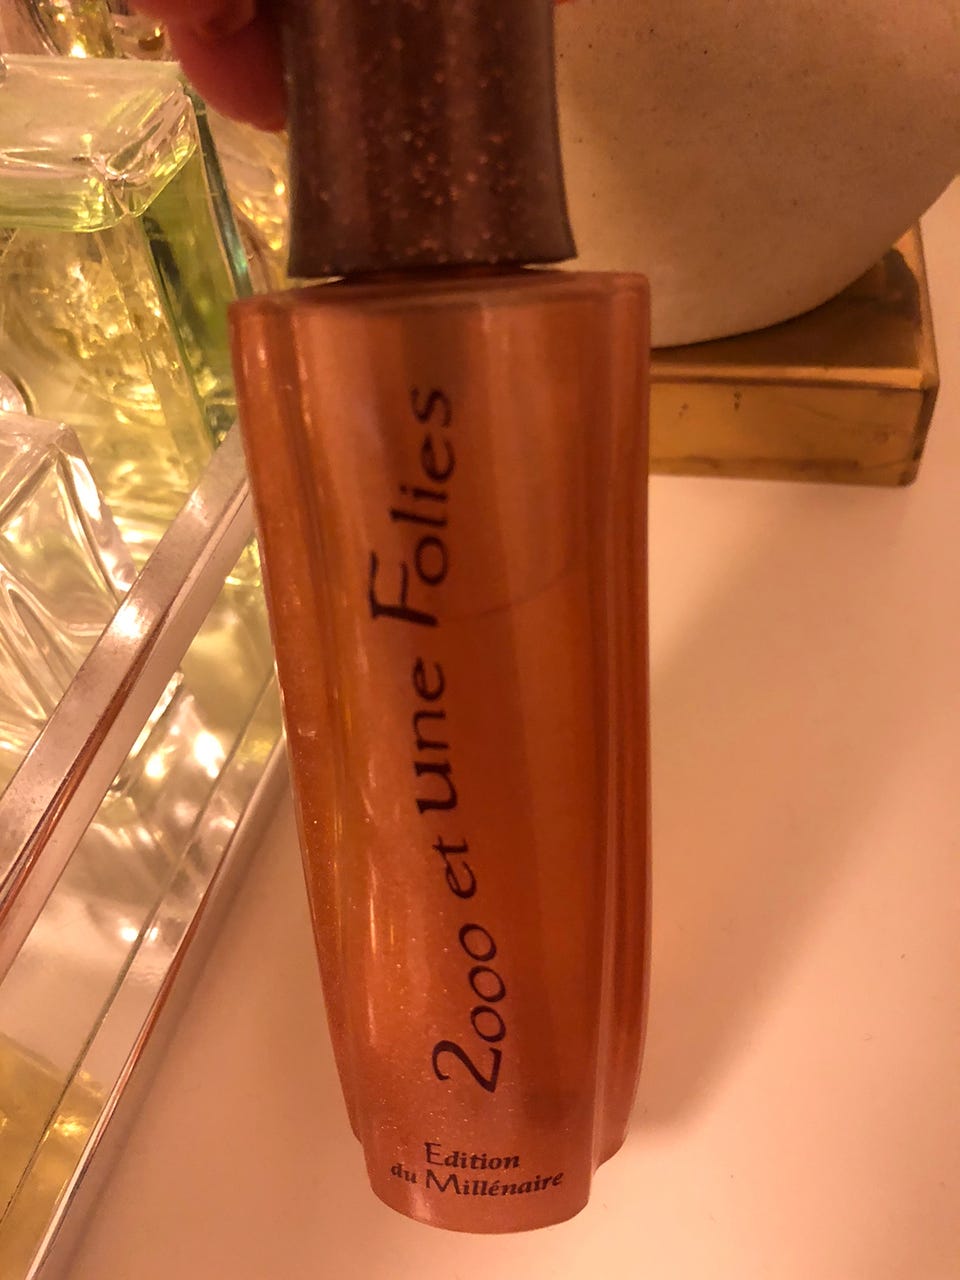 2000 et une Folies
Edition
du Millénaire